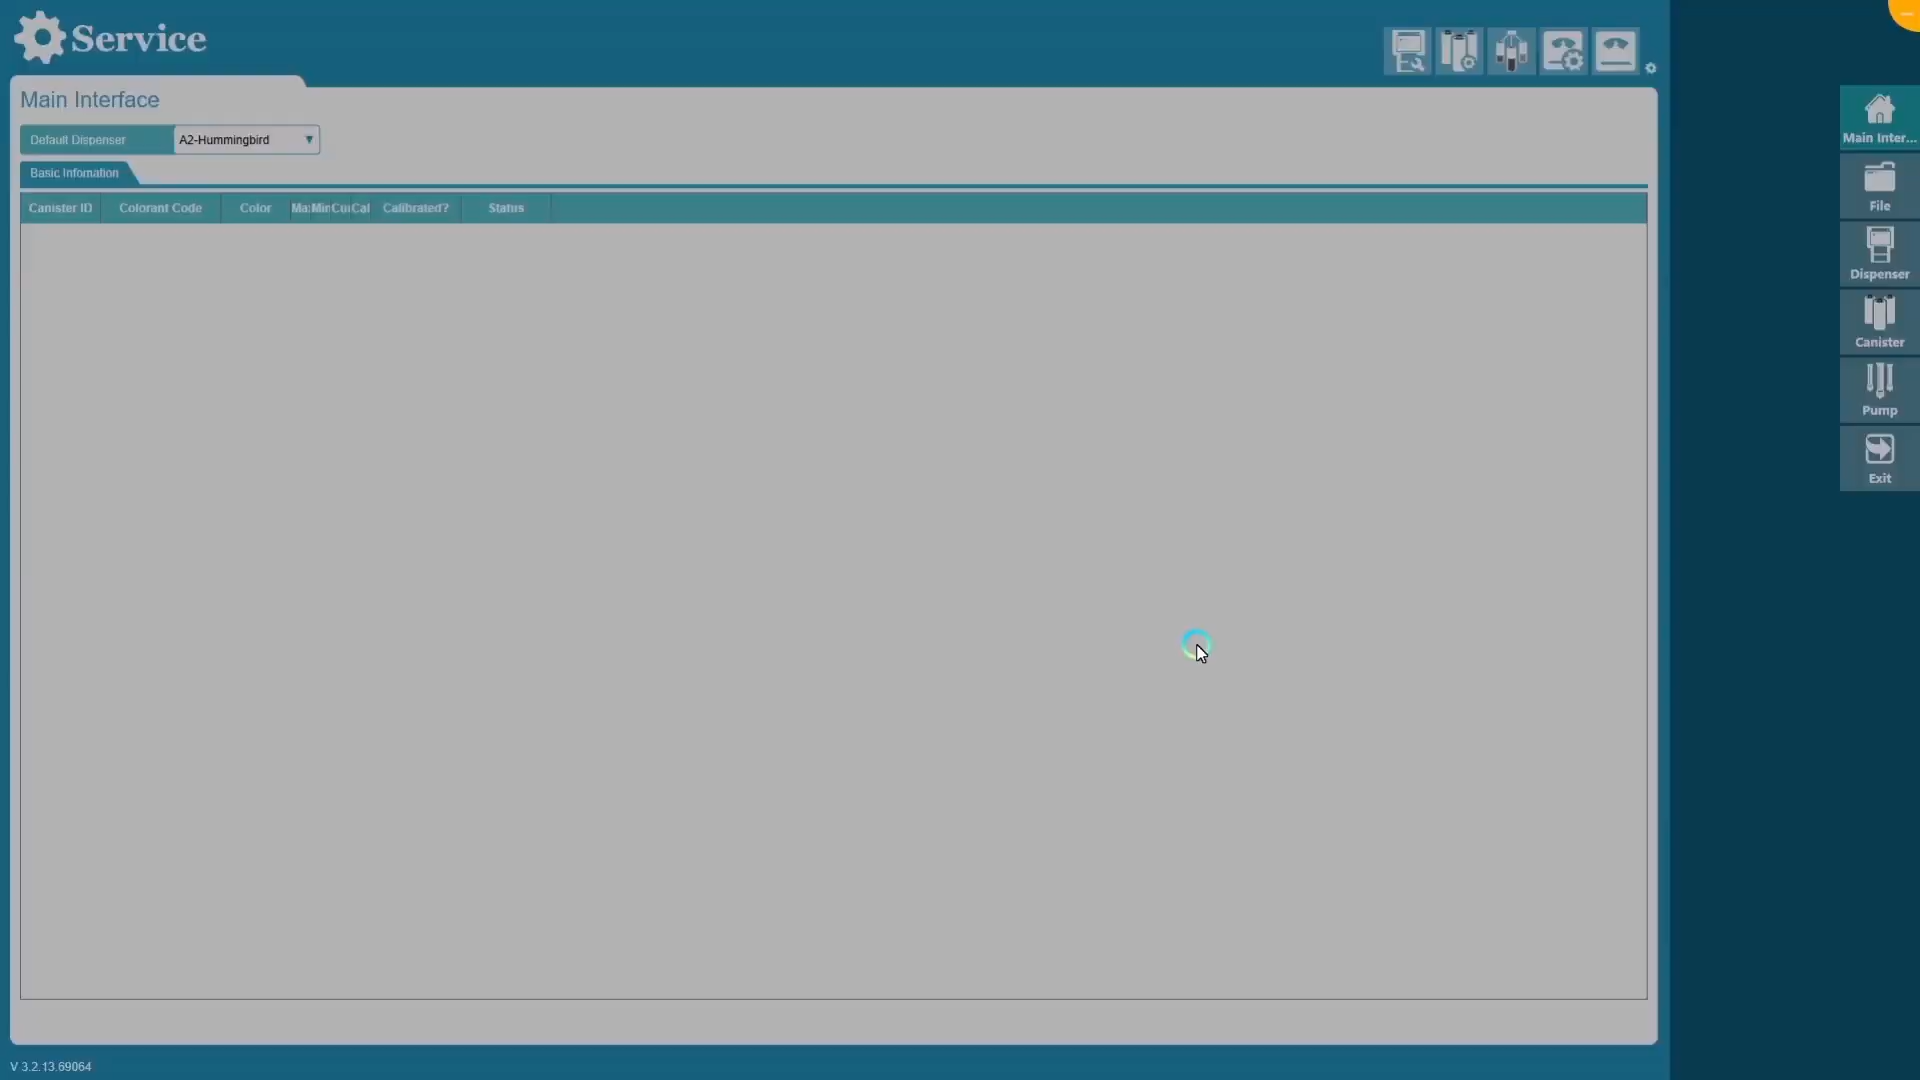 Service
Main Interface
Default Dispenser A2-Hummingbird
Basic Infomation
Canister ID Colorant Code Color Calibrated? Status
Main Inter...
File
Dispenser
Canister
Pump
Exit
V 3.2.13.69064